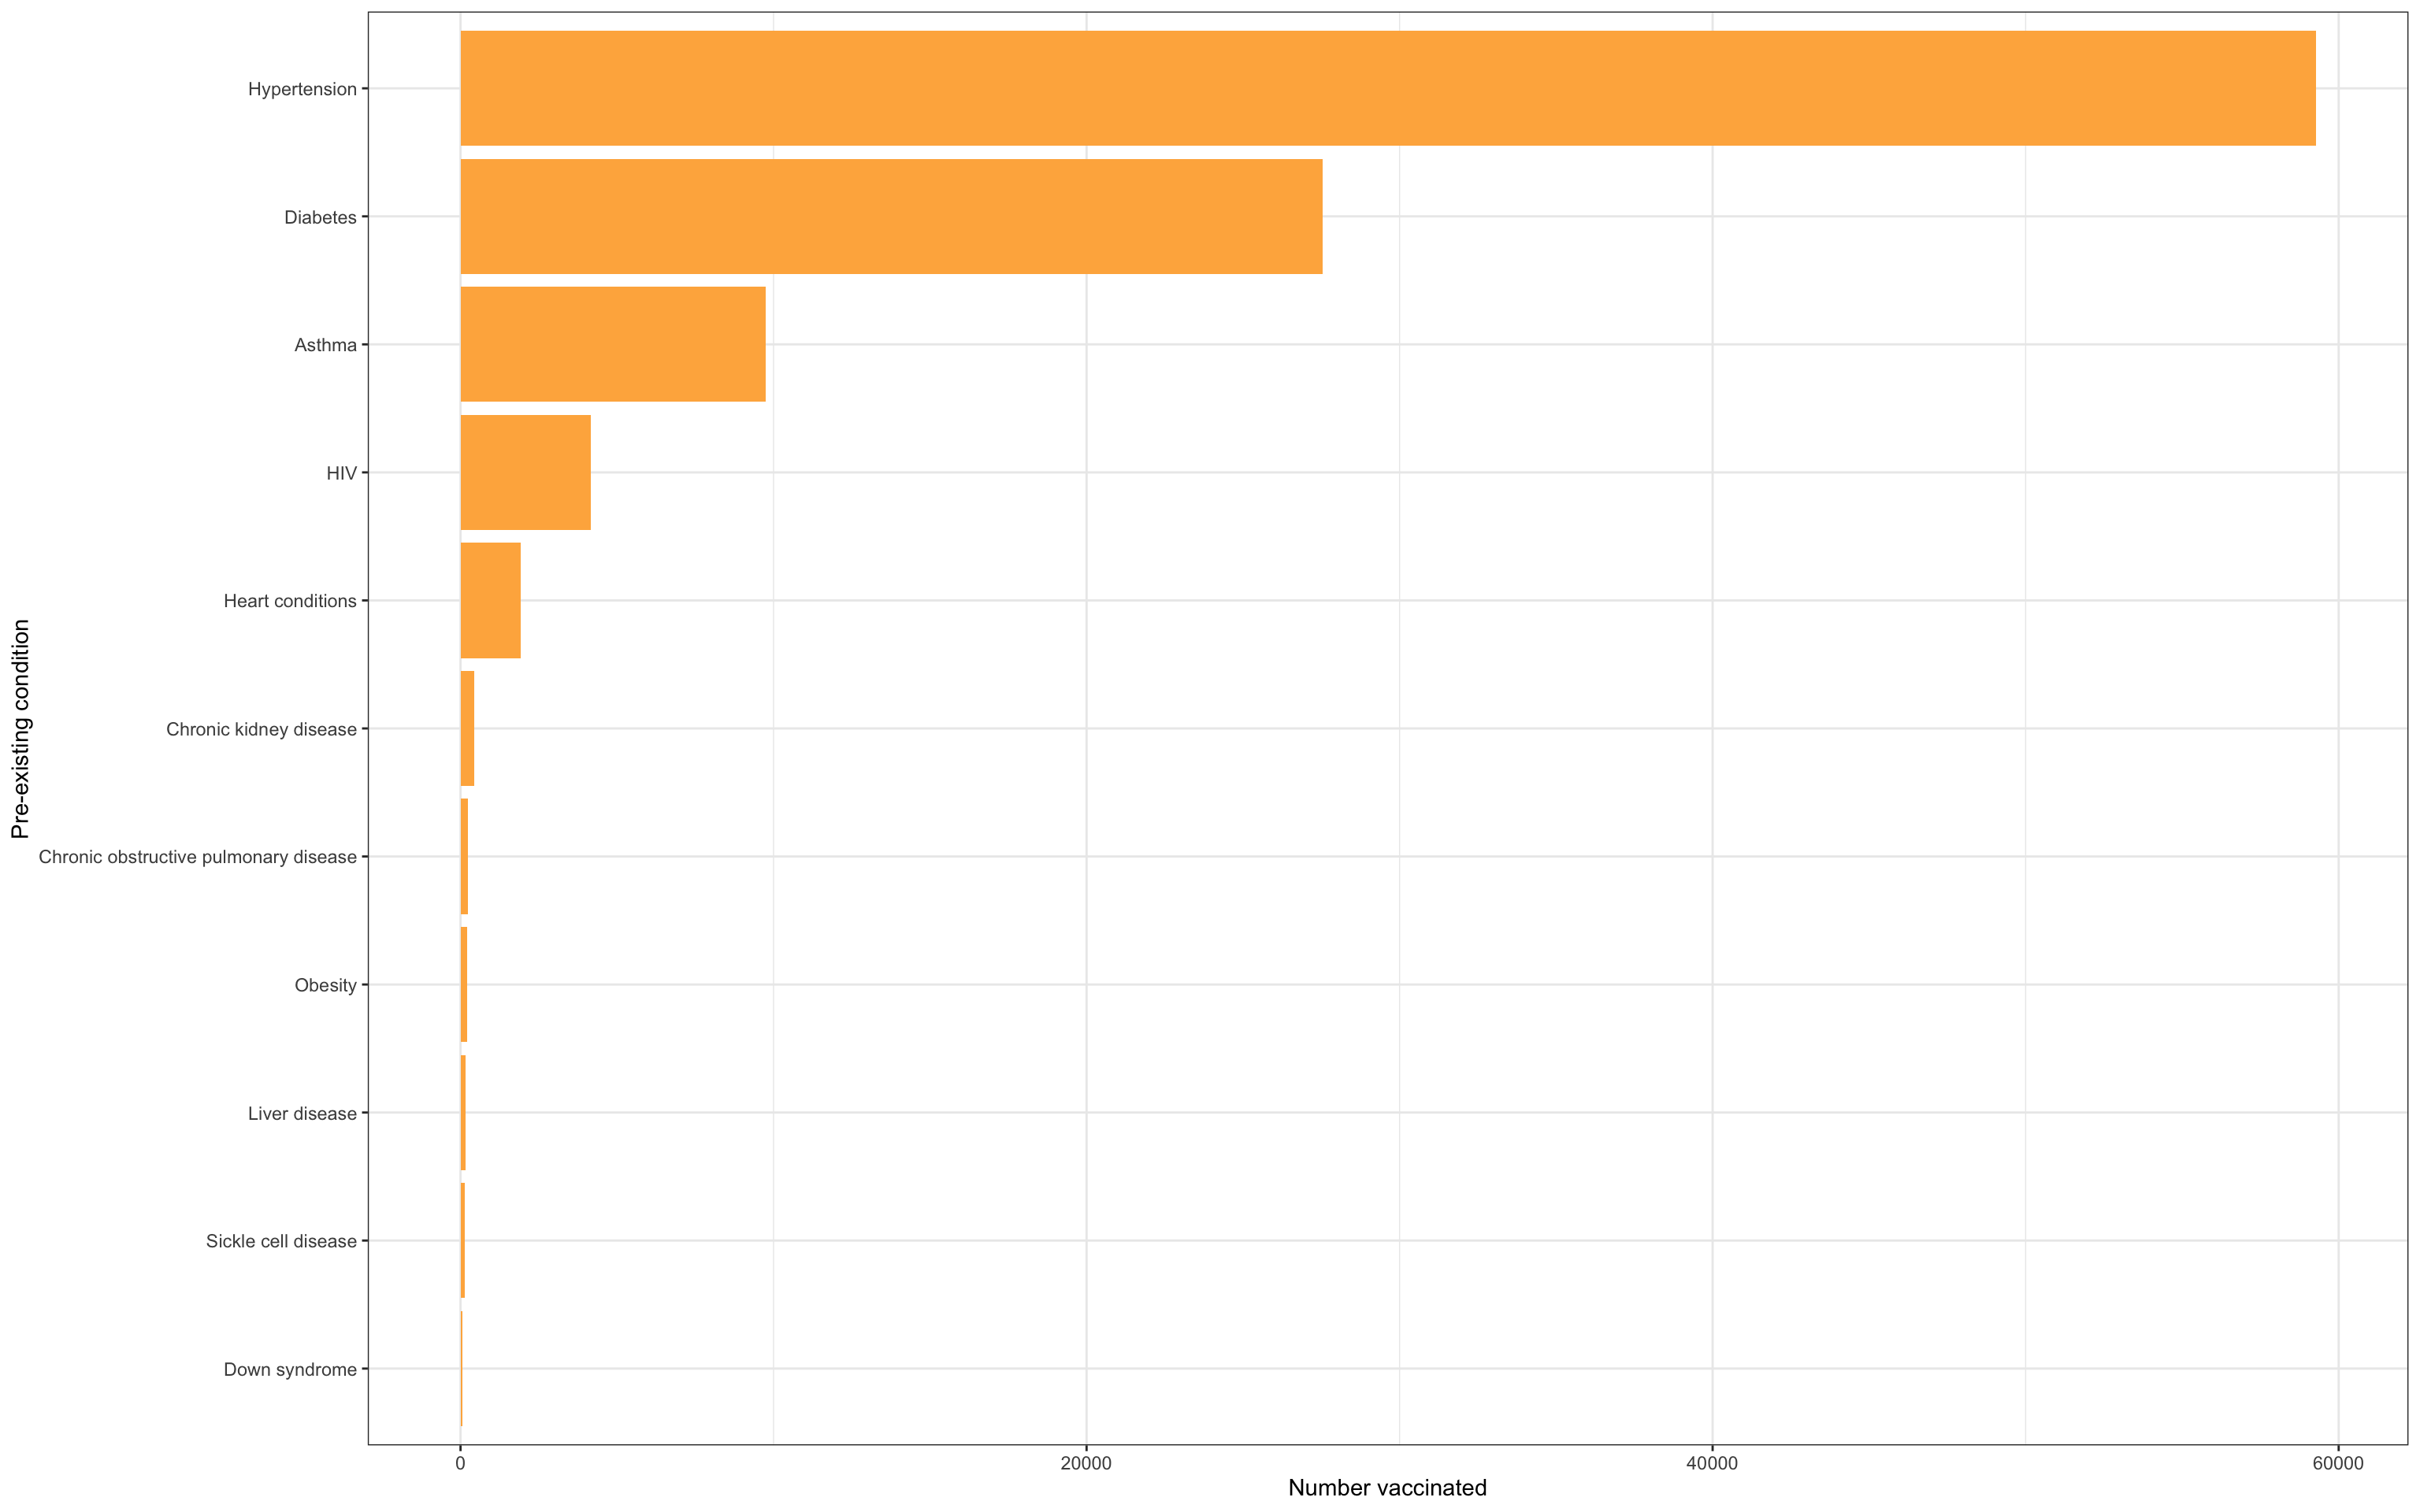 Pre-existing condition
Hypertension
Diabetes
Asthma
HIV
Heart conditions
Chronic kidney disease
Chronic obstructive pulmonary disease
Obesity
Liver disease
Sickle cell disease
Down syndrome
0
20000
40000
60000
Number vaccinated